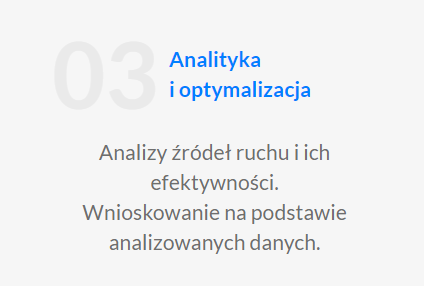 03
Analityka
i optymalizacja
Analizy źródeł ruchu i ich
efektywności.
Wnioskowanie na podstawie
analizowanych danych.